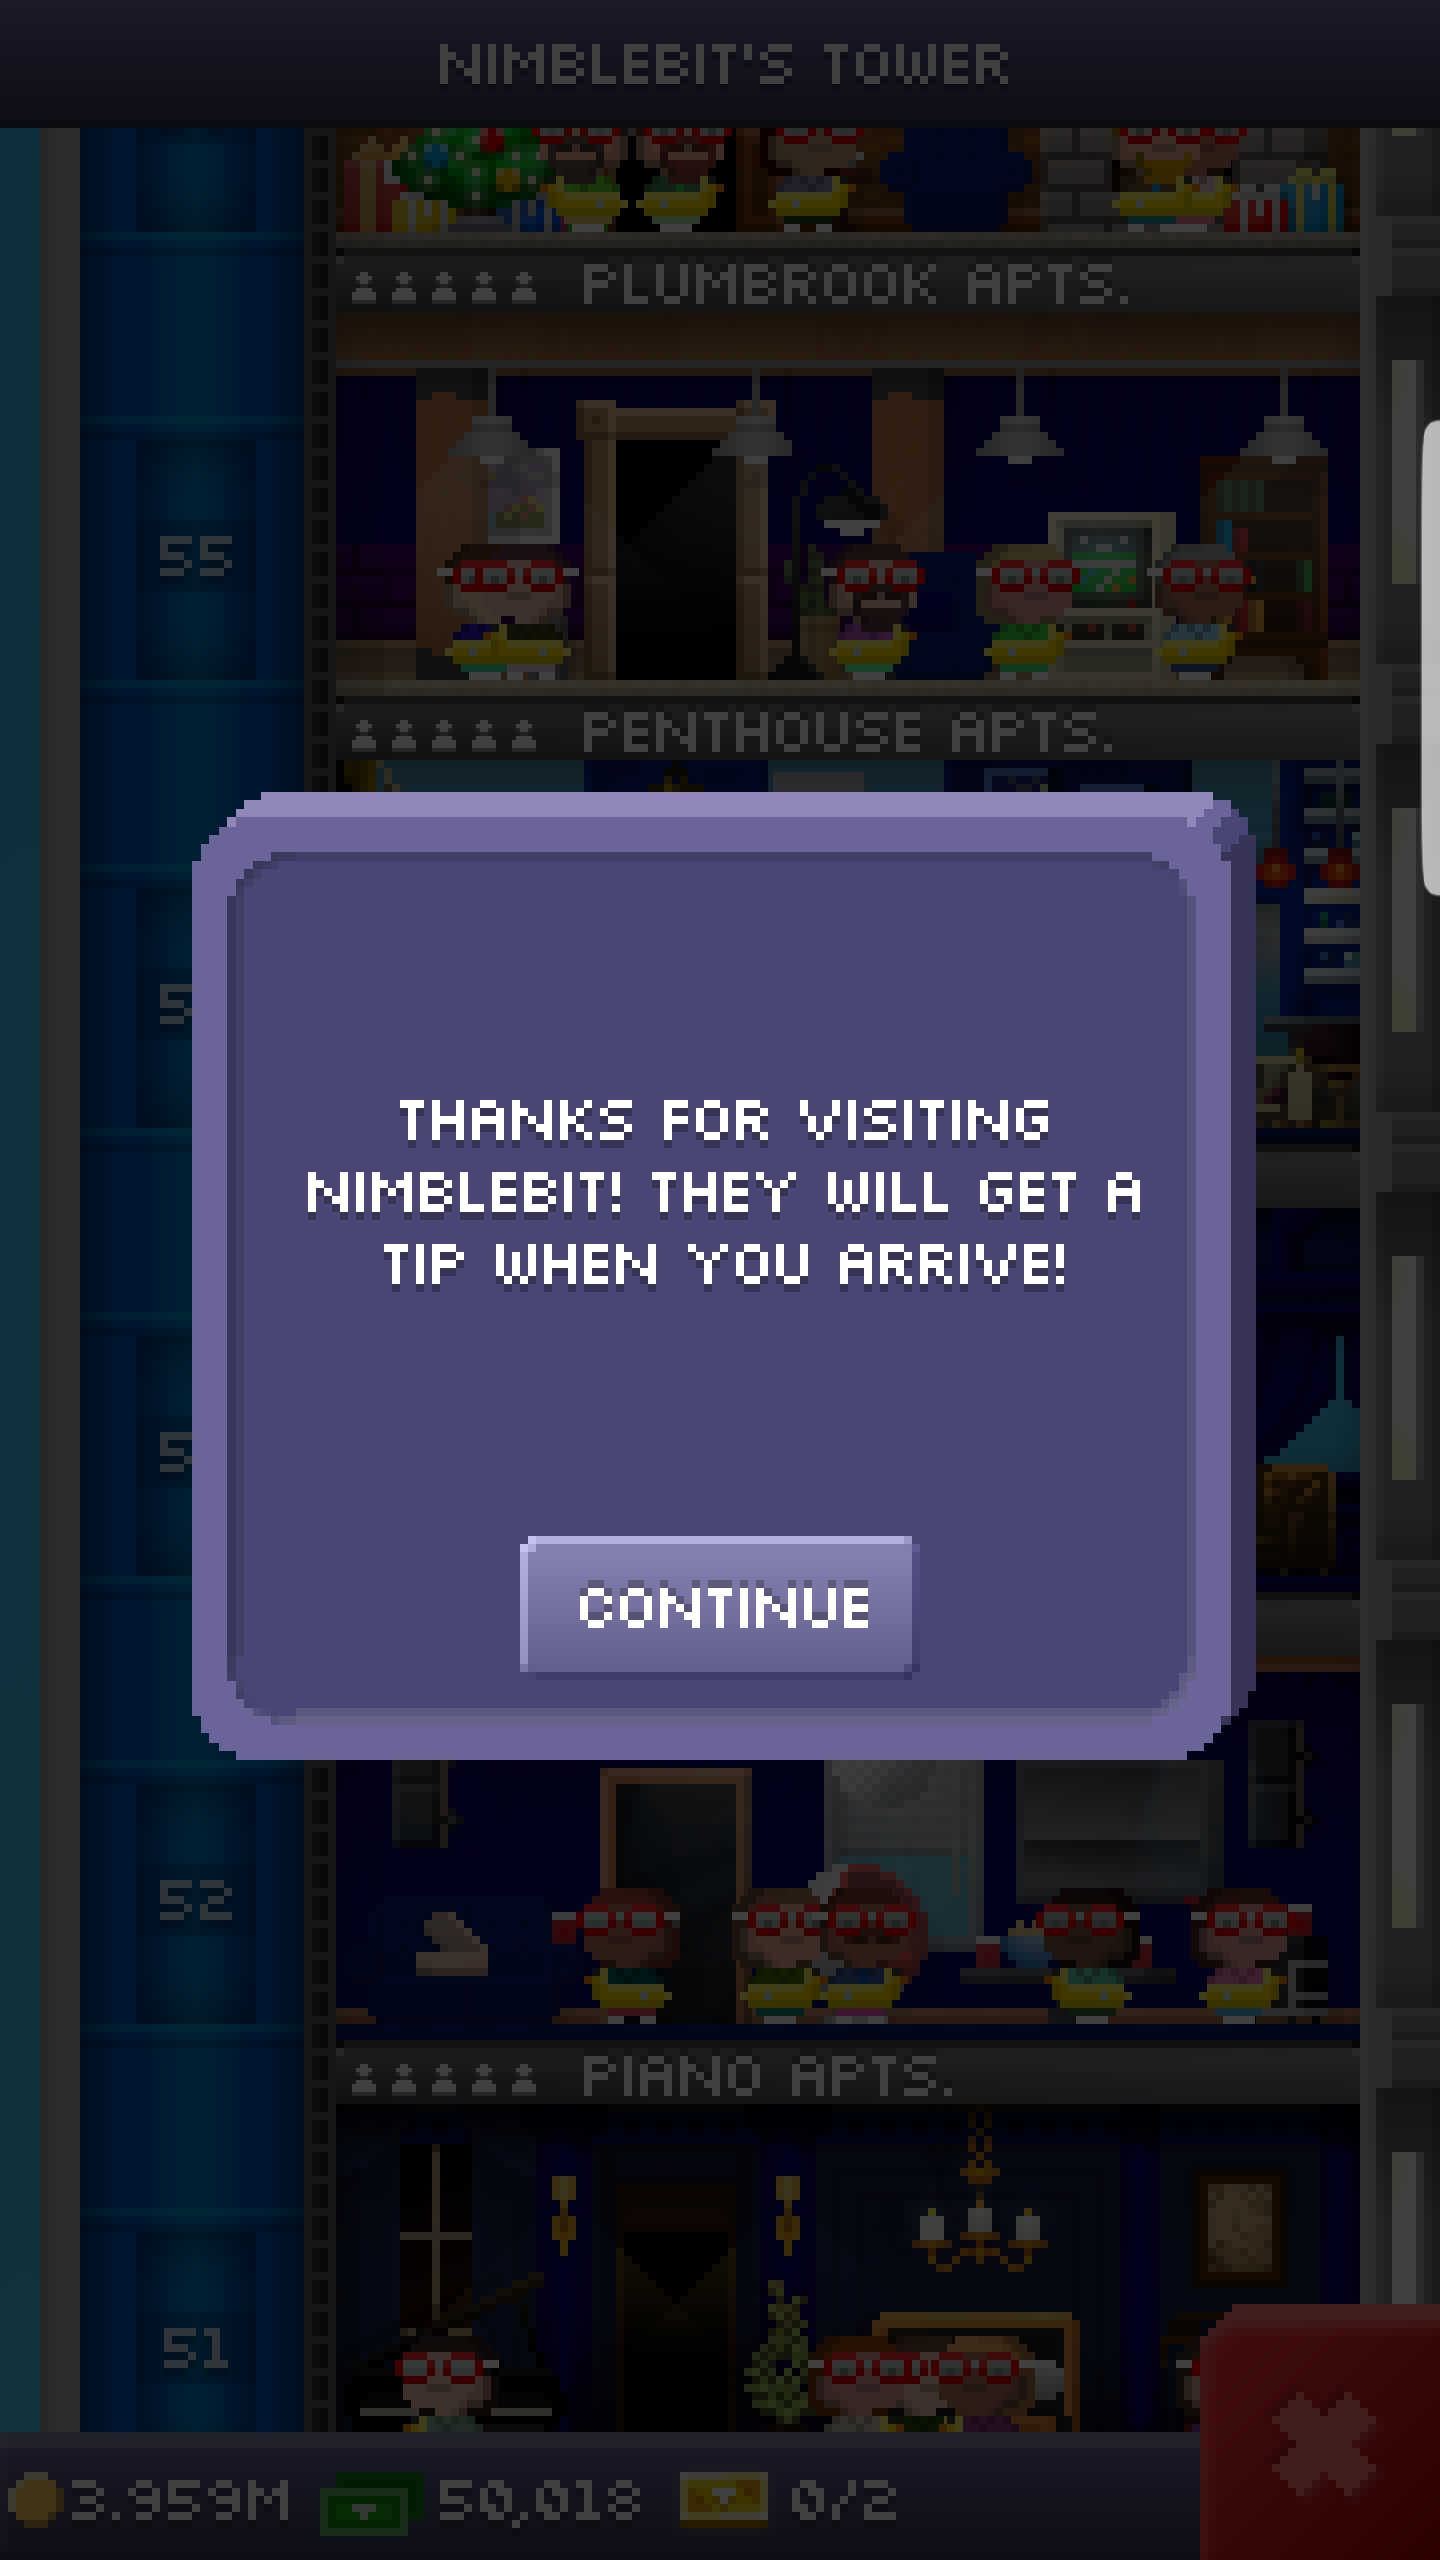 NIMBLEBIT'S TOWER
PLUMBROOK APTS.
55
PENTHOUSE APTS.
THANKS FOR VISITING
NIMBLEBIT! THEY WILL GET A
TIP WHEN YOU ARRIVE!
CONTINUE
52
PIANO APTS.
51
3.959M 50,018 0/2